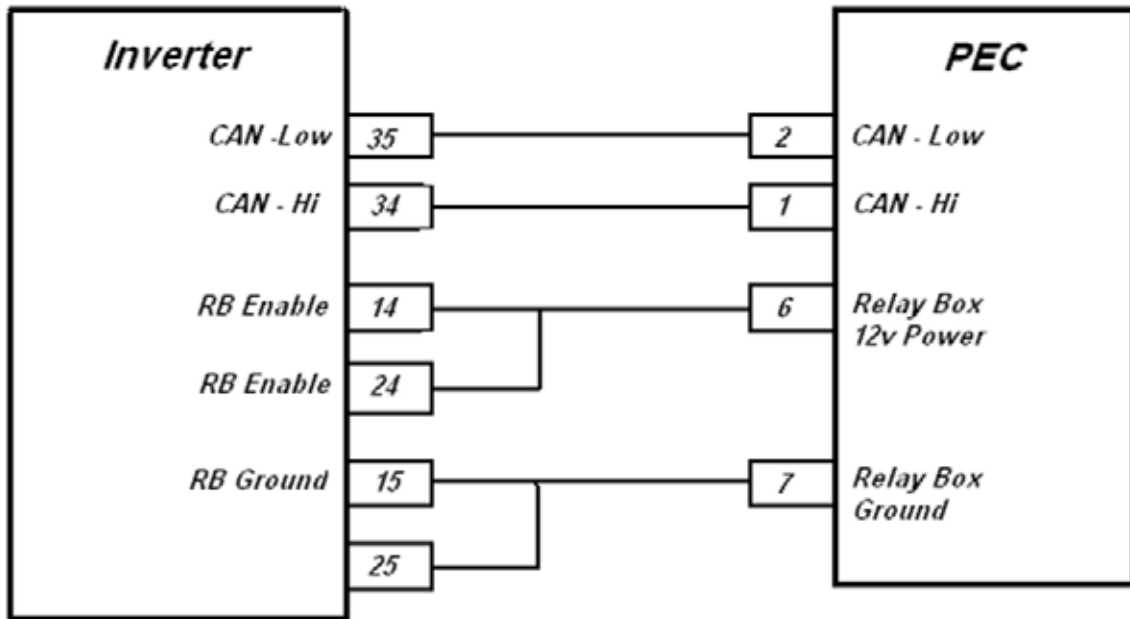 Inverter
PEC
CAN -Low
35
2
CAN - Low
CAN - Hi
34
1
CAN - Hi
RB Enable
14
6
Relay Box
12v Power
RB Enable
24
RB Ground
15
7
Relay Box
Ground
25